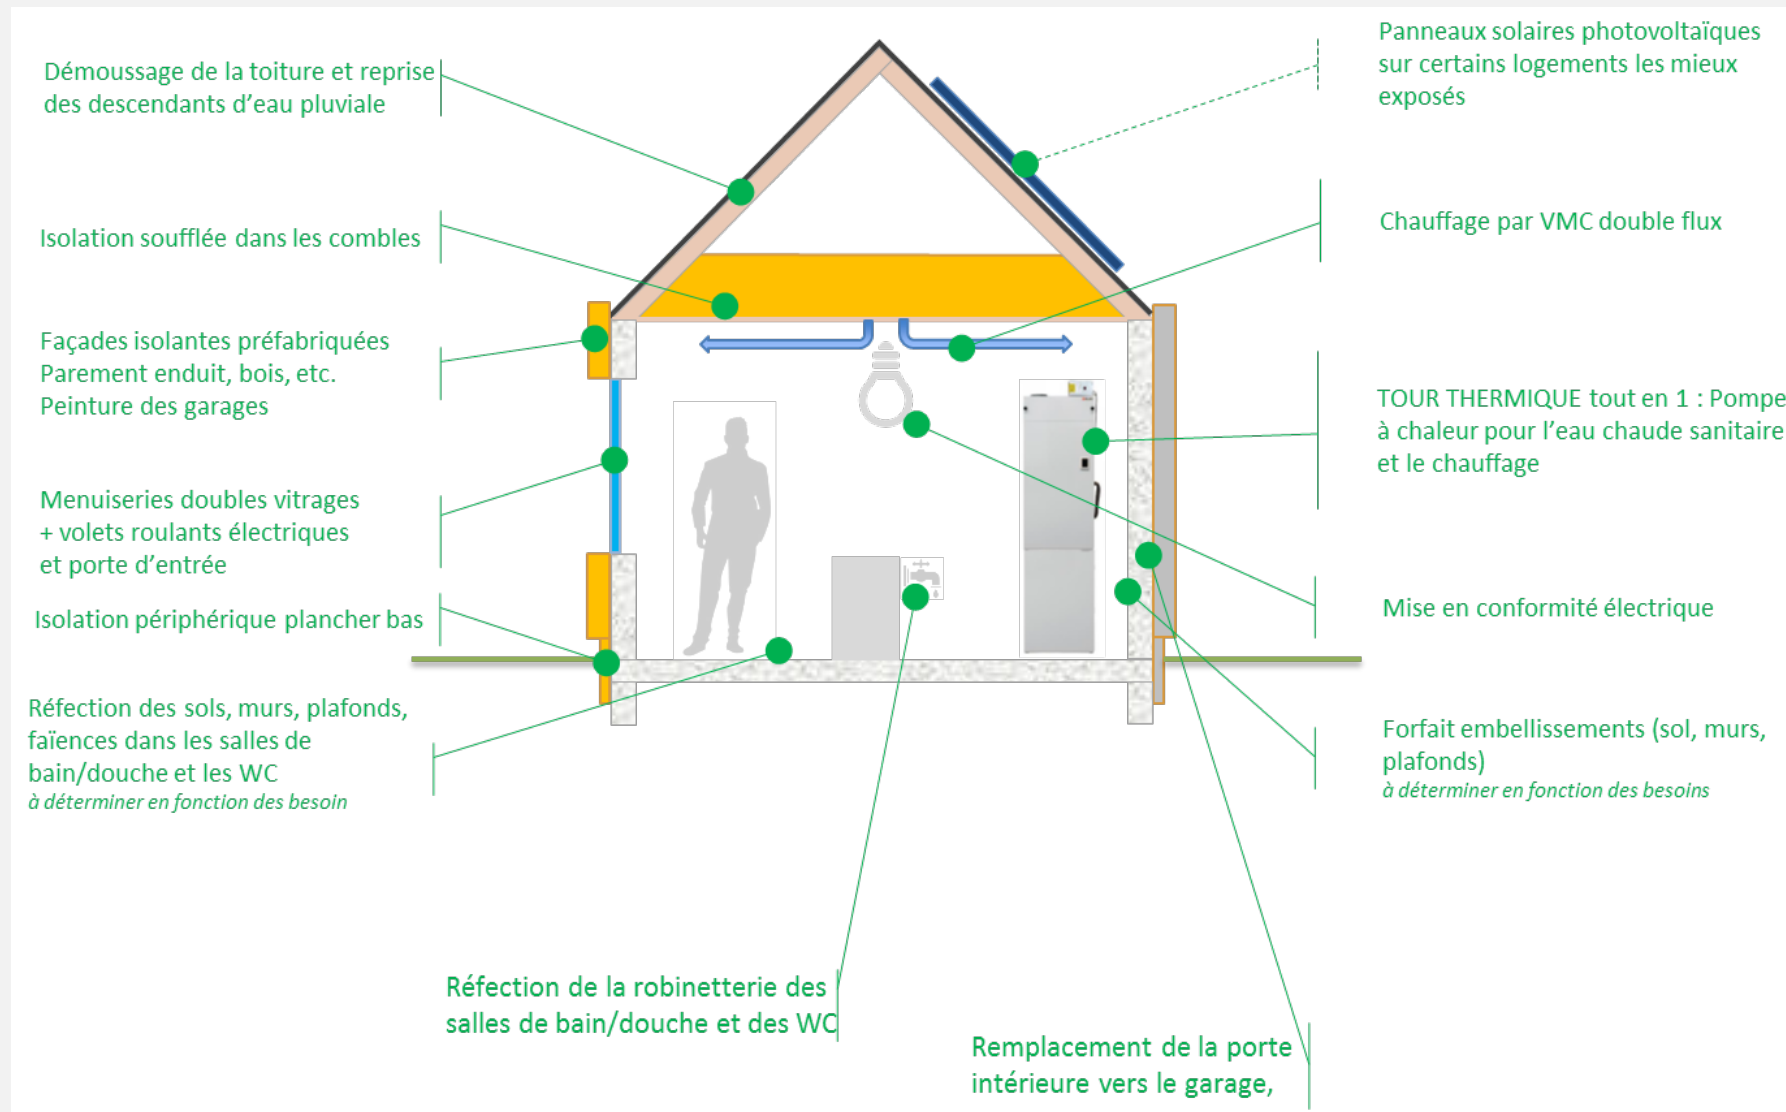 Démoussage de la toiture et reprise
des descendants d’eau pluviale
Isolation soufflée dans les combles
Façades isolantes préfabriquées
Parement enduit, bois, etc.
Peinture des garages
Menuiseries doubles vitrages
+ volets roulants électriques
et porte d’entrée
Isolation périphérique plancher bas
Réfection des sols, murs, plafonds,
faïences dans les salles de
bain/douche et les WC
à déterminer en fonction des besoin
Réfection de la robinetterie des
salles de bain/douche et des WC
Panneaux solaires photovoltaïques
sur certains logements les mieux
exposés
Chauffage par VMC double flux
TOUR THERMIQUE tout en 1 : Pompe
à chaleur pour l’eau chaude sanitaire
et le chauffage
Mise en conformité électrique
Forfait embellissements (sol, murs,
plafonds)
à déterminer en fonction des besoins
Remplacement de la porte
intérieure vers le garage,